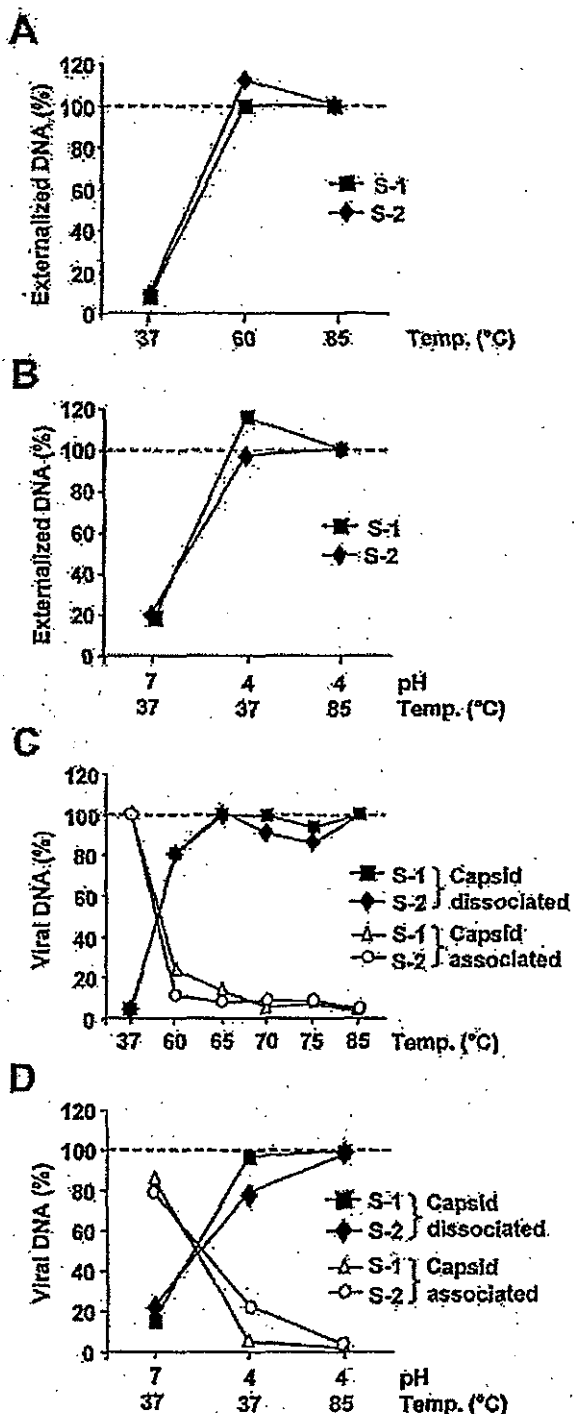 A
Externalized DNA (%)
120
100
80
60
40
20
0
S-1
S-2
37 60 85 Temp. (°C)
B
Externalized DNA (%)
120
100
80
60
40
20
0
S-1
S-2
7 4 4 pH
37 37 85 Temp. (°C)
C
Viral DNA (%)
120
100
80
60
40
20
0
S-1 } Capsid
S-2 } dissociated
S-1 } Capsid
S-2 } associated
37 60 65 70 75 85 Temp. (°C)
D
Viral DNA (%)
120
100
80
60
40
20
0
S-1 } Capsid
S-2 } dissociated
S-1 } Capsid
S-2 } associated
7 4 4 pH
37 37 85 Temp. (°C)